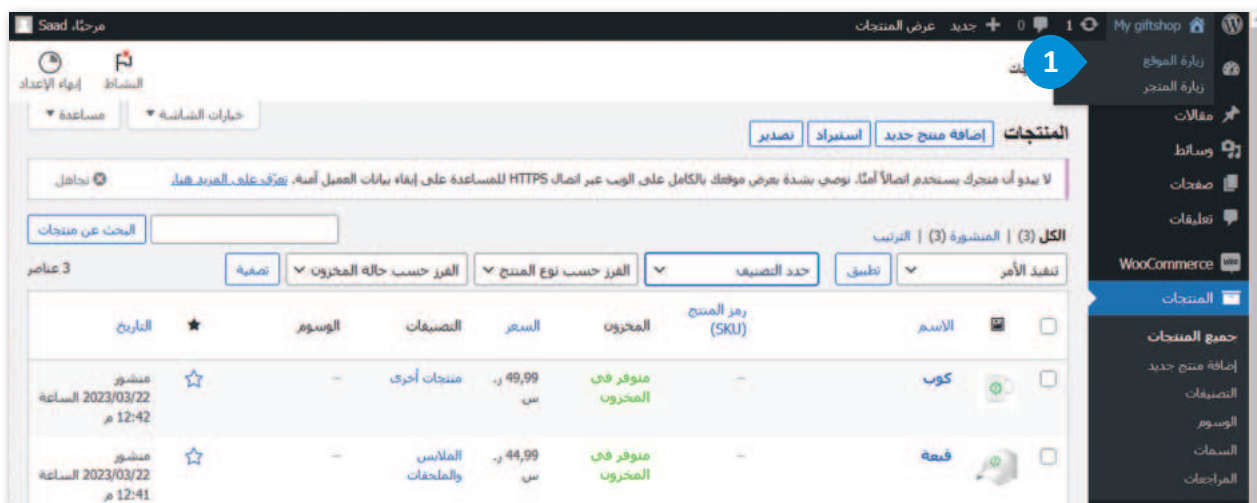 My giftshop 1 0 جديد عرض المنتجات مرحبًا، Saad
زيارة الموقع
زيارة المتجر
1
النشاط إنهاء الإعداد
خيارات الشاشة مساعدة
المنتجات إضافة منتج جديد استيراد تصدير
لا يبدو أن متجرك يستخدم اتصالاً آمنًا. نوصي بشدة بعرض موقعك بالكامل على الويب عبر اتصال HTTPS للمساعدة على إبقاء بيانات العميل آمنة. تعرّف على المزيد هنا. تجاهل
الكل (3) | المنشورة (3) | الترتيب
البحث عن منتجات
تنفيذ الأمر تطبيق حدد التصنيف الفرز حسب نوع المنتج الفرز حسب حالة المخزون تصفية 3 عناصر
الاسم رمز المنتج (SKU) المخزون السعر التصنيفات الوسوم التاريخ
كوب – متوفر في المخزون 49,99 ر.س منتجات أخرى – منشور 2023/03/22 الساعة 12:42 م
قبعة – متوفر في المخزون 44,99 ر.س الملابس والملحقات – منشور 2023/03/22 الساعة 12:41 م
مقالات
وسائط
صفحات
تعليقات
WooCommerce
المنتجات
جميع المنتجات
إضافة منتج جديد
التصنيفات
الوسوم
السمات
المراجعات